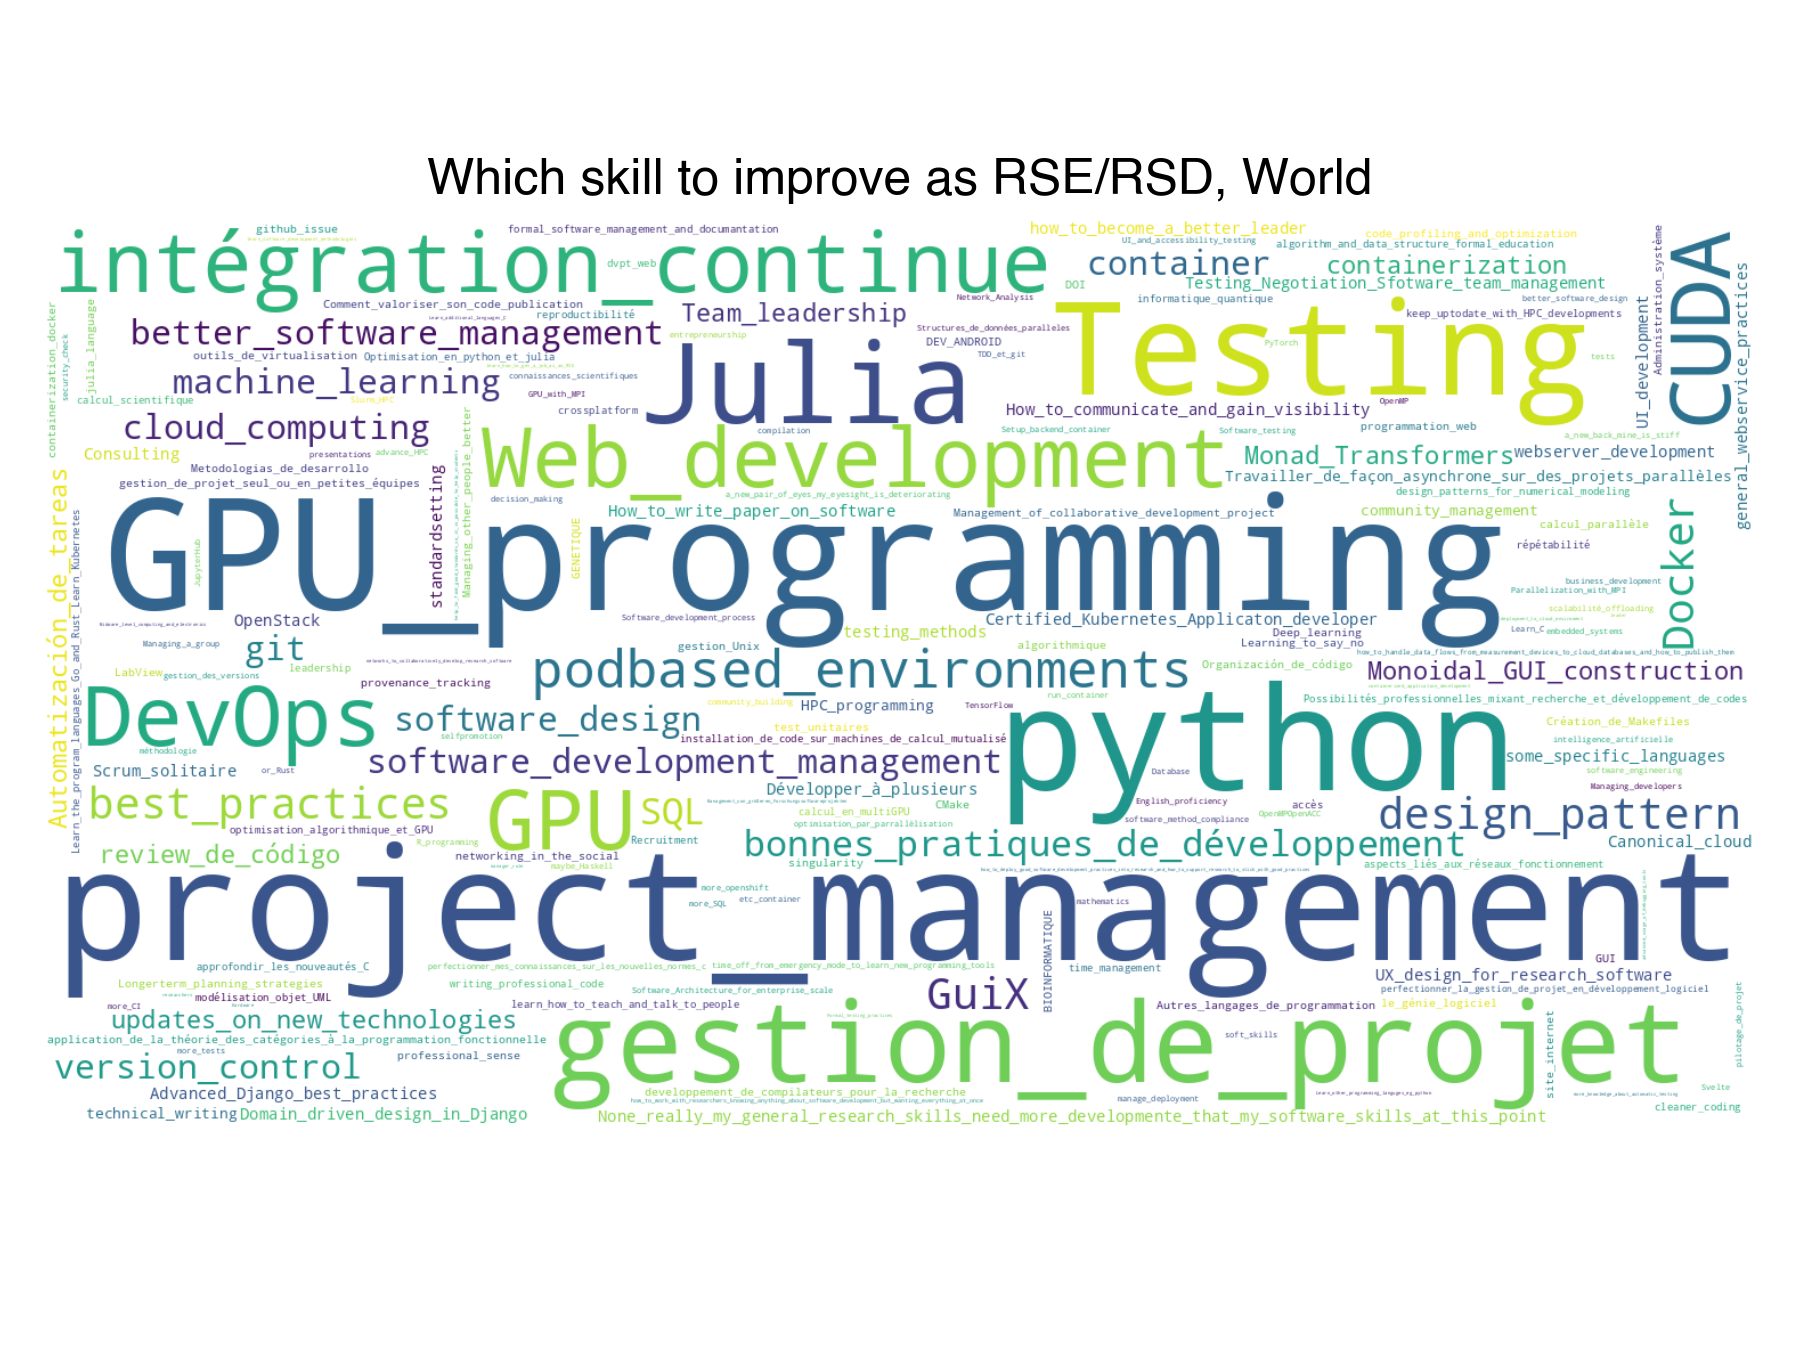 Which skill to improve as RSE/RSD, World
github_issue
formal_software_management_and_documantation
how_to_become_a_better_leader
code_profiling_and_optimization
intégration_continue
dvpt_web
UI_and_accessibility_testing
algorithm_and_data_structure_formal_education
container
containerization
DOI
Testing_Negotiation_Sfotware_team_management
Administration_système
CUDA
general_webservice_practices
Comment_valoriser_son_code_publication
reproductibilité
Team_leadership
Network_Analysis
informatique_quantique
better_software_design
keep_uptodate_with_HPC_developments
UI_development
containerization_docker
security_check
julia_language
better_software_management
entrepreneurship
Structures_de_données_paralleles
DEV_ANDROID
TDD_et_git
Testing
PyTorch
tests
outils_de_virtualisation
Optimisation_en_python_et_julia
connaissances_scientifiques
Julia
machine_learning
GPU_with_MPI
crossplatform
calcul_scientifique
Slurm_HPC
How_to_communicate_and_gain_visibility
OpenMP
cloud_computing
compilation
Setup_backend_container
Software_testing
programmation_web
a_new_back_mine_is_stiff
Consulting
presentations
advance_HPC
Web_development
Monad_Transformers
webserver_development
Metodologias_de_desarrollo
gestion_de_projet_seul_ou_en_petites_équipes
standardsetting
Managing_other_people_better
decision_making
a_new_pair_of_eyes_my_eyesight_is_deteriorating
Travailler_de_façon_asynchrone_sur_des_projets_parallèles
design_patterns_for_numerical_modeling
How_to_write_paper_on_software
Management_of_collaborative_development_project
community_management
calcul_parallèle
Automatización_de_tareas
Learn_the_program_languages_Go_and_Rust_Learn_Kubernetes
GPU_programming
JupyterHub
GENETIQUE
répétabilité
Docker
business_development
Parallelization_with_MPI
scalabilité_offloading
OpenStack
Software_development_process
Certified_Kubernetes_Applicaton_developer
testing_methods
Deep_learning
Learn_C
embedded_systems
Managing_a_group
git
gestion_Unix
algorithmique
Learning_to_say_no
how_to_handle_data_flows_from_measurement_devices_to_cloud_databases_and_how_to_publish_them
LabView
gestion_des_versions
leadership
provenance_tracking
podbased_environments
Organización_de_código
Monoidal_GUI_construction
DevOps
community_building
HPC_programming
TensorFlow
run_container
python
Possibilités_professionnelles_mixant_recherche_et_développement_de_codes
software_design
test_unitaires
Création_de_Makefiles
selfpromotion
installation_de_code_sur_machines_de_calcul_mutualisé
intelligence_artificielle
méthodologie
some_specific_languages
Scrum_solitaire
or_Rust
software_development_management
Database
software_engineering
Développer_à_plusieurs
Managing_developers
best_practices
GPU
SQL
CMake
English_proficiency
accès
calcul_en_multiGPU
OpenMPOpenACC
design_pattern
software_method_compliance
optimisation_par_parrallèlisation
optimisation_algorithmique_et_GPU
R_programming
Recruitment
bonnes_pratiques_de_développement
Canonical_cloud
review_de_código
networking_in_the_social
maybe_Haskell
singularity
aspects_liés_aux_réseaux_fonctionnement
project_management
more_openshift
more_SQL
etc_container
mathematics
BIOINFORMATIQUE
GUI
approfondir_les_nouveautés_C
perfectionner_mes_connaissances_sur_les_nouvelles_normes_c
time_off_from_emergency_mode_to_learn_new_programming_tools
time_management
UX_design_for_research_software
Longerterm_planning_strategies
writing_professional_code
Software_Architecture_for_enterprise_scale
GuiX
perfectionner_la_gestion_de_projet_en_développement_logiciel
modélisation_objet_UML
more_CI
learn_how_to_teach_and_talk_to_people
Autres_langages_de_programmation
le_génie_logiciel
pilotage_de_projet
updates_on_new_technologies
gestion_de_projet
soft_skills
site_internet
application_de_la_théorie_des_catégories_à_la_programmation_fonctionnelle
more_tests
professional_sense
version_control
Advanced_Django_best_practices
developpement_de_compilateurs_pour_la_recherche
how_to_work_with_researchers_knowing_anything_about_software_development_but_wanting_everything_at_once
manage_deployment
Svelte
technical_writing
Domain_driven_design_in_Django
None_really_my_general_research_skills_need_more_developmente_that_my_software_skills_at_this_point
cleaner_coding